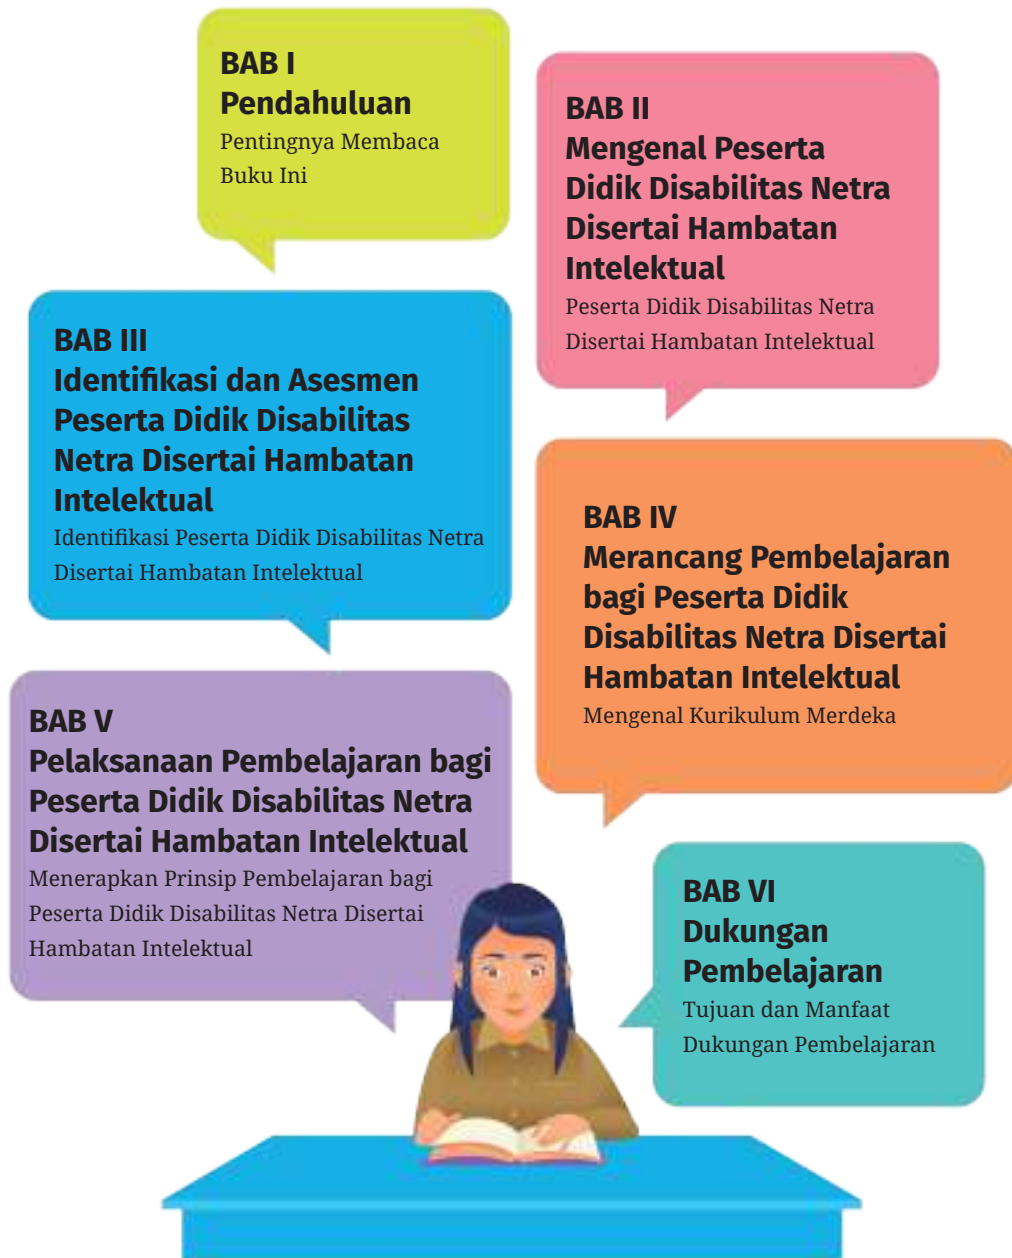 BAB I
Pendahuluan
Pentingnya Membaca
Buku Ini
BAB II
Mengenal Peserta
Didik Disabilitas Netra
Disertai Hambatan
Intelektual
Peserta Didik Disabilitas Netra
Disertai Hambatan Intelektual
BAB III
Identifikasi dan Asesmen
Peserta Didik Disabilitas
Netra Disertai Hambatan
Intelektual
Identifikasi Peserta Didik Disabilitas Netra
Disertai Hambatan Intelektual
BAB IV
Merancang Pembelajaran
bagi Peserta Didik
Disabilitas Netra Disertai
Hambatan Intelektual
Mengenal Kurikulum Merdeka
BAB V
Pelaksanaan Pembelajaran bagi
Peserta Didik Disabilitas Netra
Disertai Hambatan Intelektual
Menerapkan Prinsip Pembelajaran bagi
Peserta Didik Disabilitas Netra Disertai
Hambatan Intelektual
BAB VI
Dukungan
Pembelajaran
Tujuan dan Manfaat
Dukungan Pembelajaran